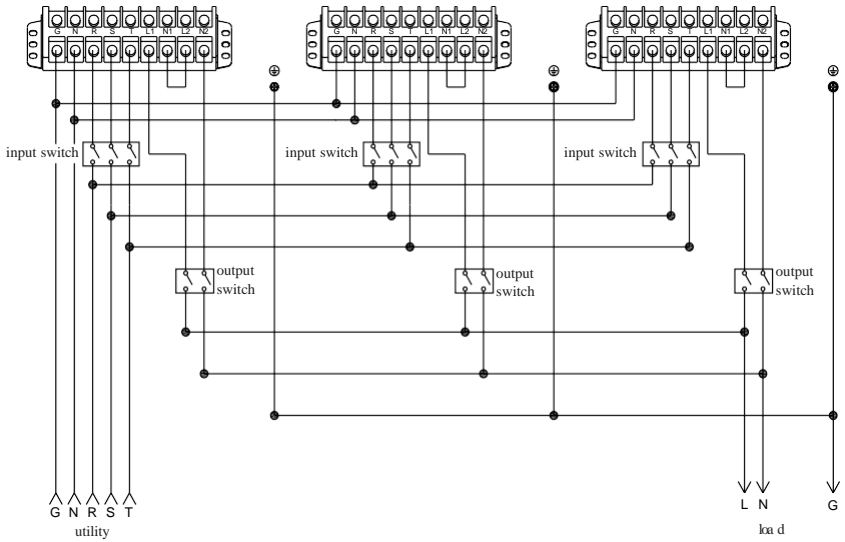 G N R S T L1 N1 L2 N2
G N R S T L1 N1 L2 N2
G N R S T L1 N1 L2 N2
input switch
input switch
input switch
output
switch
output
switch
output
switch
G N R S T
utility
L N
G
loa d